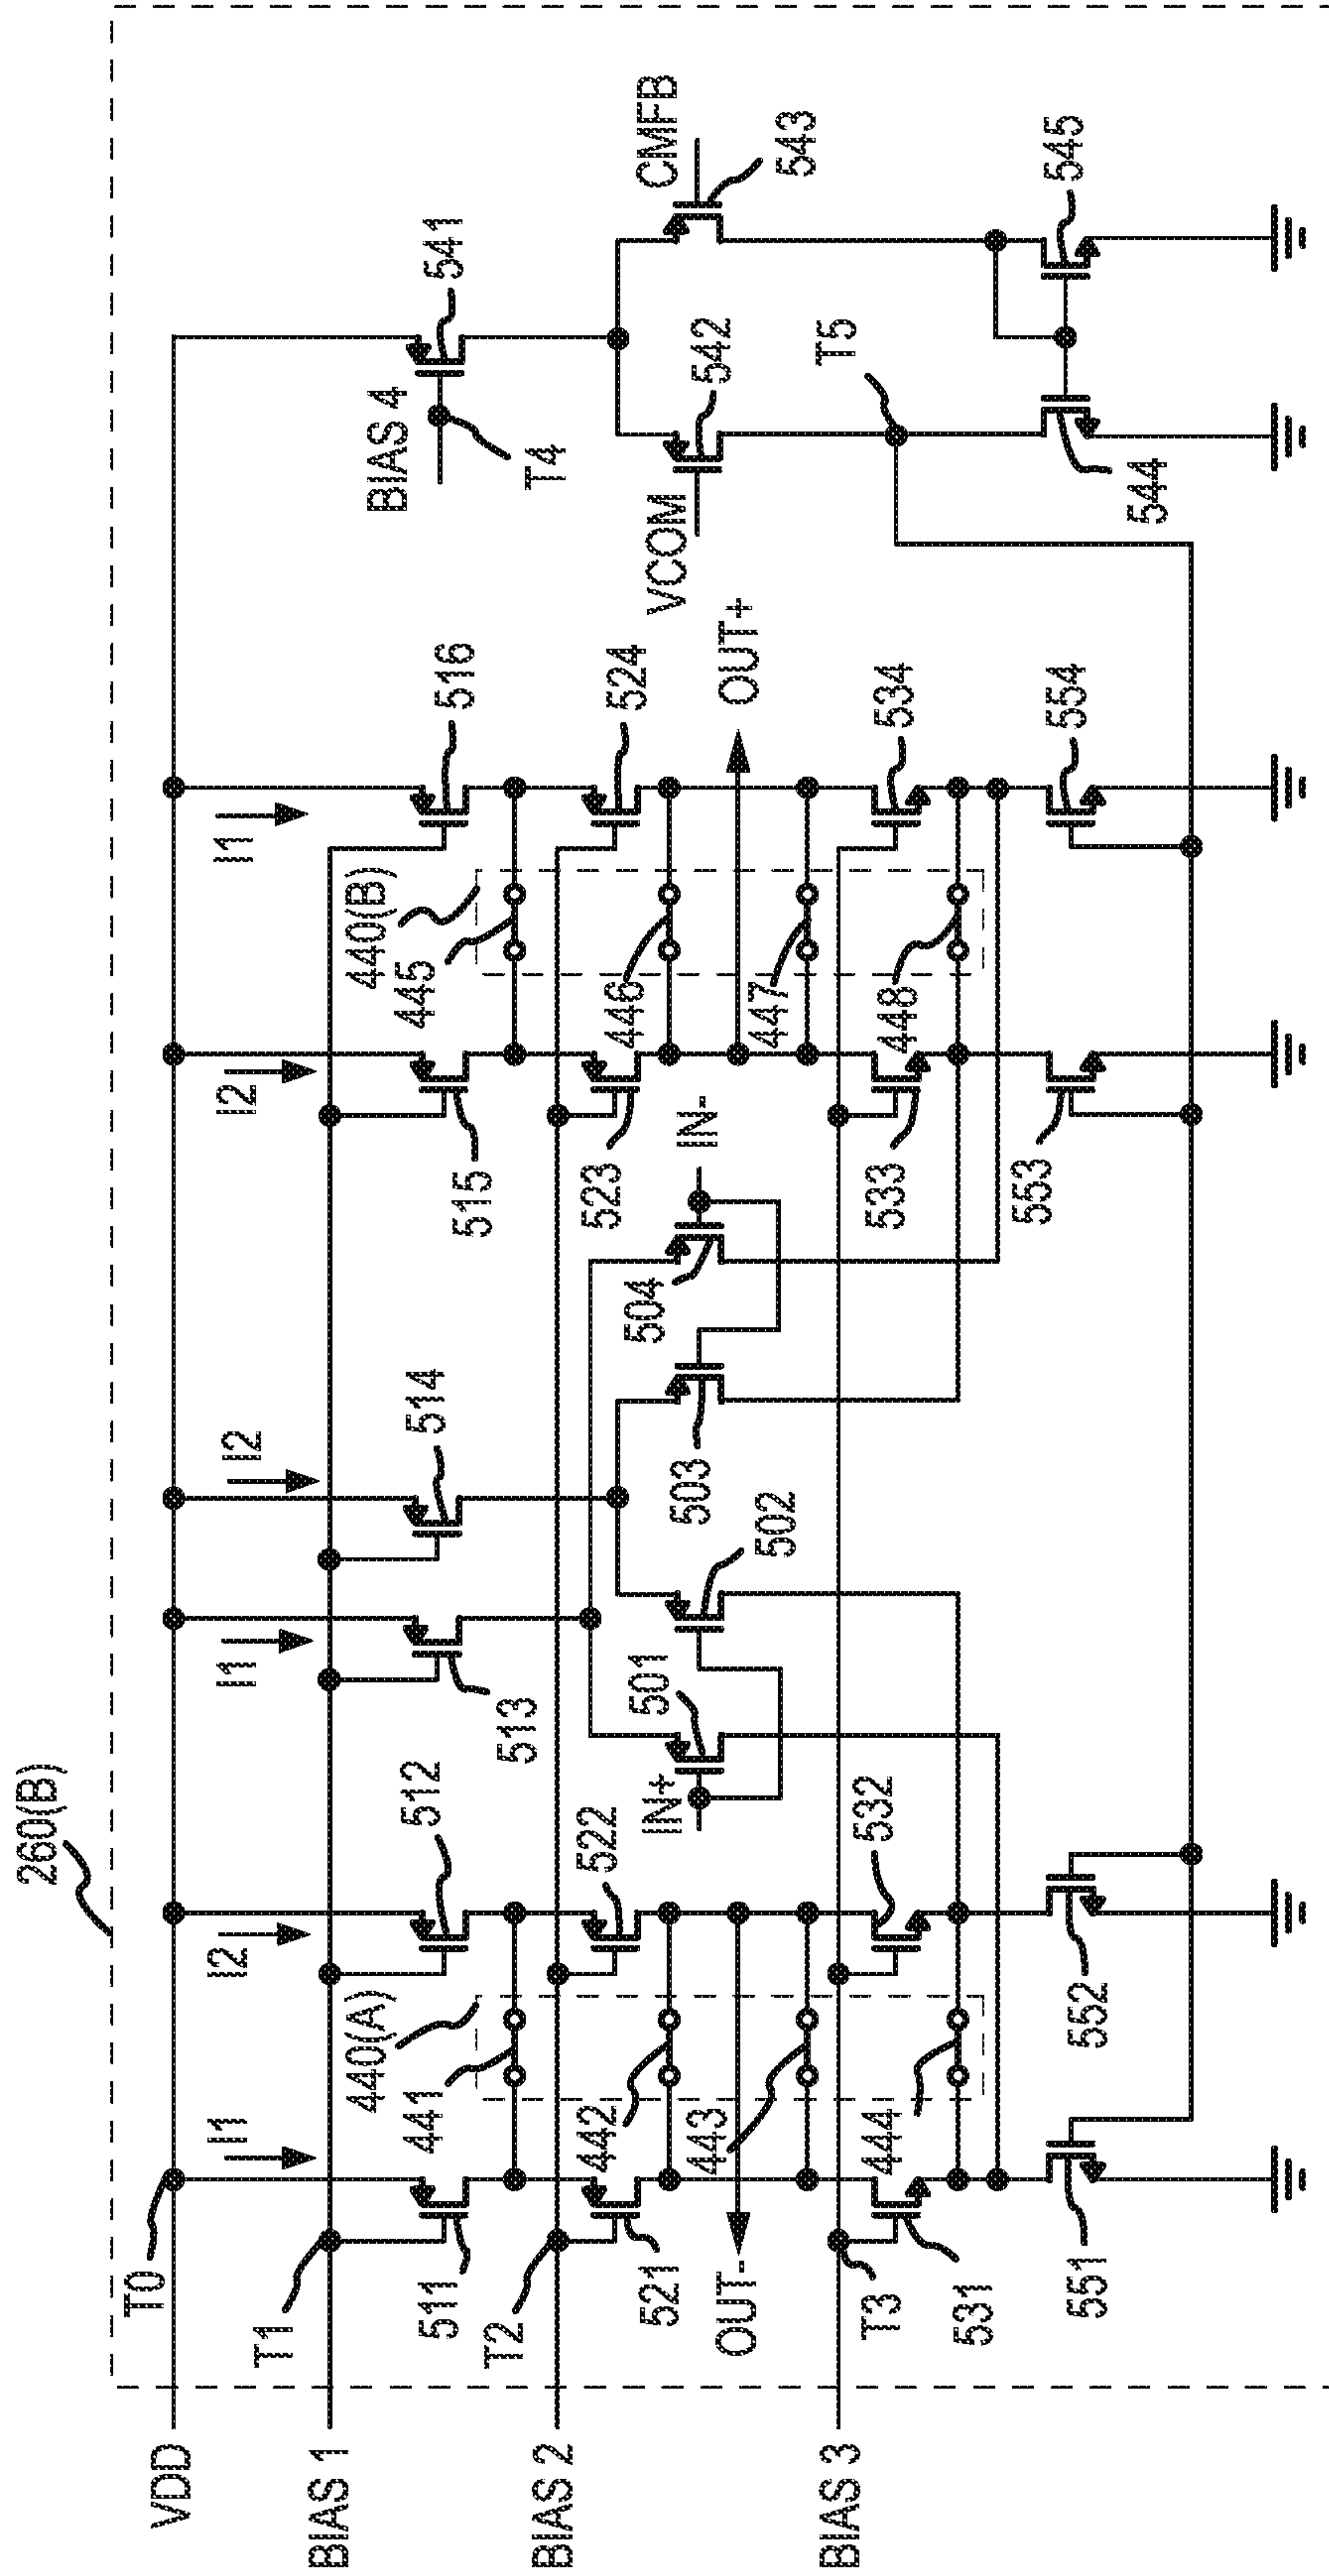 260(B)
T0
VDD
I1
I2
I1
I2
I2
I1
T1
BIAS 1
511
512
513
514
515
516
BIAS 4
T4
541
440(A)
441
440(B)
445
T2
BIAS 2
521
442
522
523
446
524
IN+
501
502
503
504
IN-
VCOM
542
CMFB
543
OUT-
443
447
OUT+
T3
BIAS 3
531
444
532
533
448
534
T5
551
552
553
554
544
545